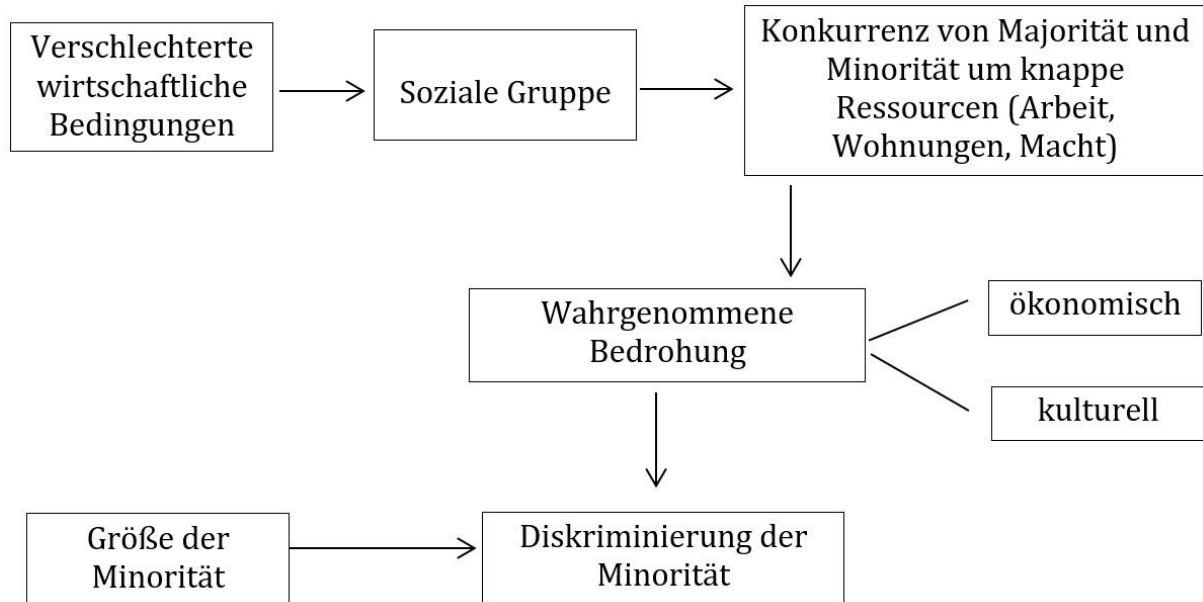 Verschlechterte
wirtschaftliche
Bedingungen
Soziale Gruppe
Konkurrenz von Majorität und
Minorität um knappe
Ressourcen (Arbeit,
Wohnungen, Macht)
Wahrgenommene
Bedrohung
ökonomisch
kulturell
Größe der
Minorität
Diskriminierung der
Minorität